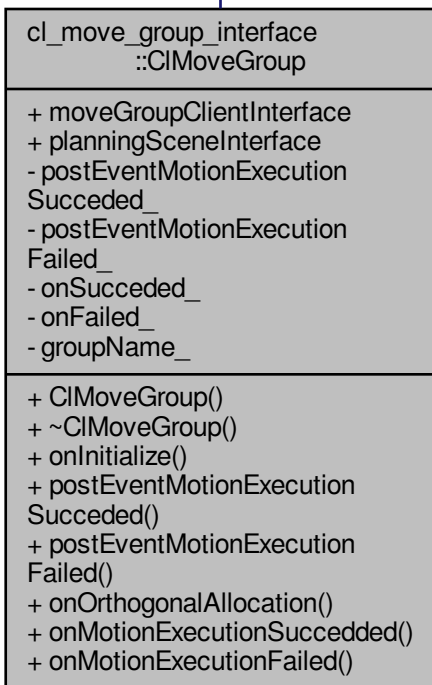 cl_move_group_interface
::ClMoveGroup
+ moveGroupClientInterface
+ planningSceneInterface
- postEventMotionExecution
Succeded_
- postEventMotionExecution
Failed_
- onSucceded_
- onFailed_
- groupName_
+ ClMoveGroup()
+ ~ClMoveGroup()
+ onInitialize()
+ postEventMotionExecution
Succeded()
+ postEventMotionExecution
Failed()
+ onOrthogonalAllocation()
+ onMotionExecutionSuccedded()
+ onMotionExecutionFailed()